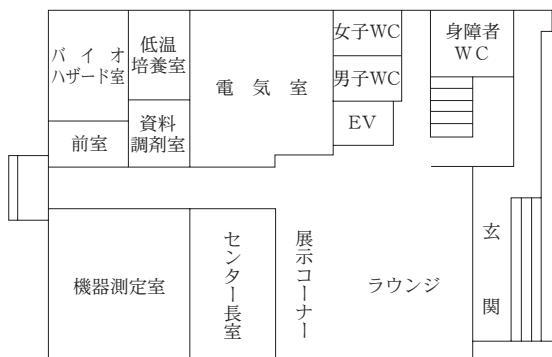 バイオ
ハザード室
低温
培養室
電気室
女子WC
男子WC
EV
身障者
WC
前室
資料
調剤室
機器測定室
センター長室
展示コーナー
ラウンジ
玄関